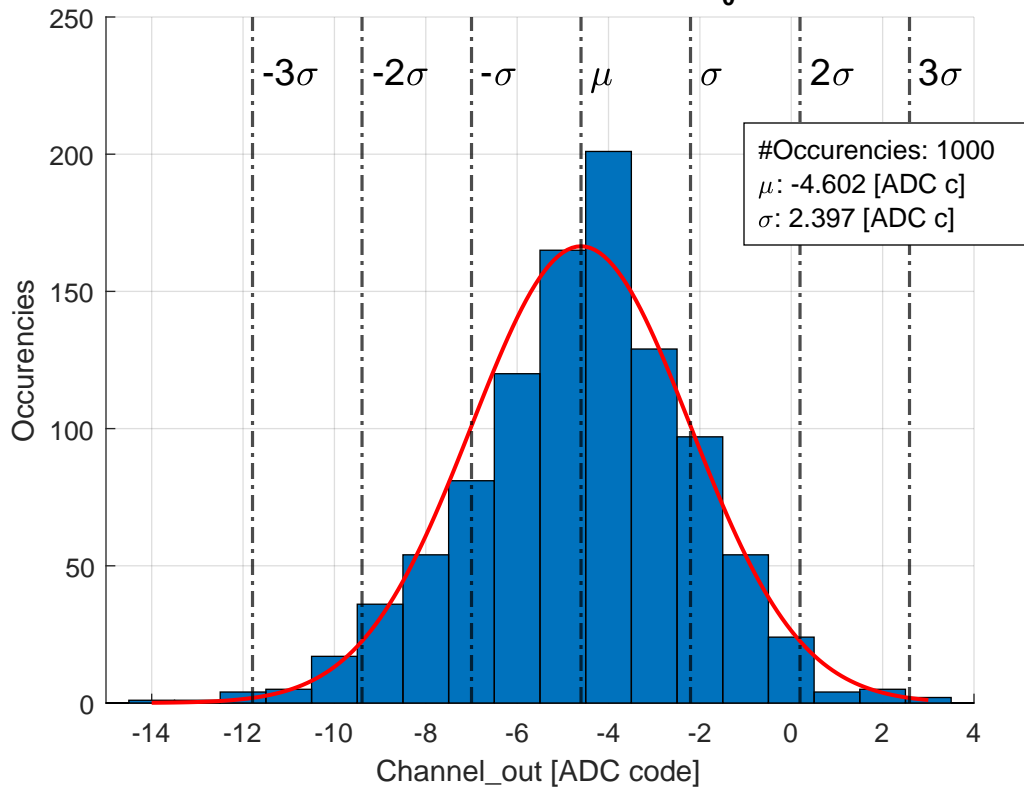 250
200
150
100
50
0
-3σ
-2σ
-σ
μ
σ
2σ
3σ
#Occurencies: 1000
μ: -4.602 [ADC c]
σ: 2.397 [ADC c]
Occurencies
-14
-12
-10
-8
-6
-4
-2
0
2
4
Channel_out [ADC code]